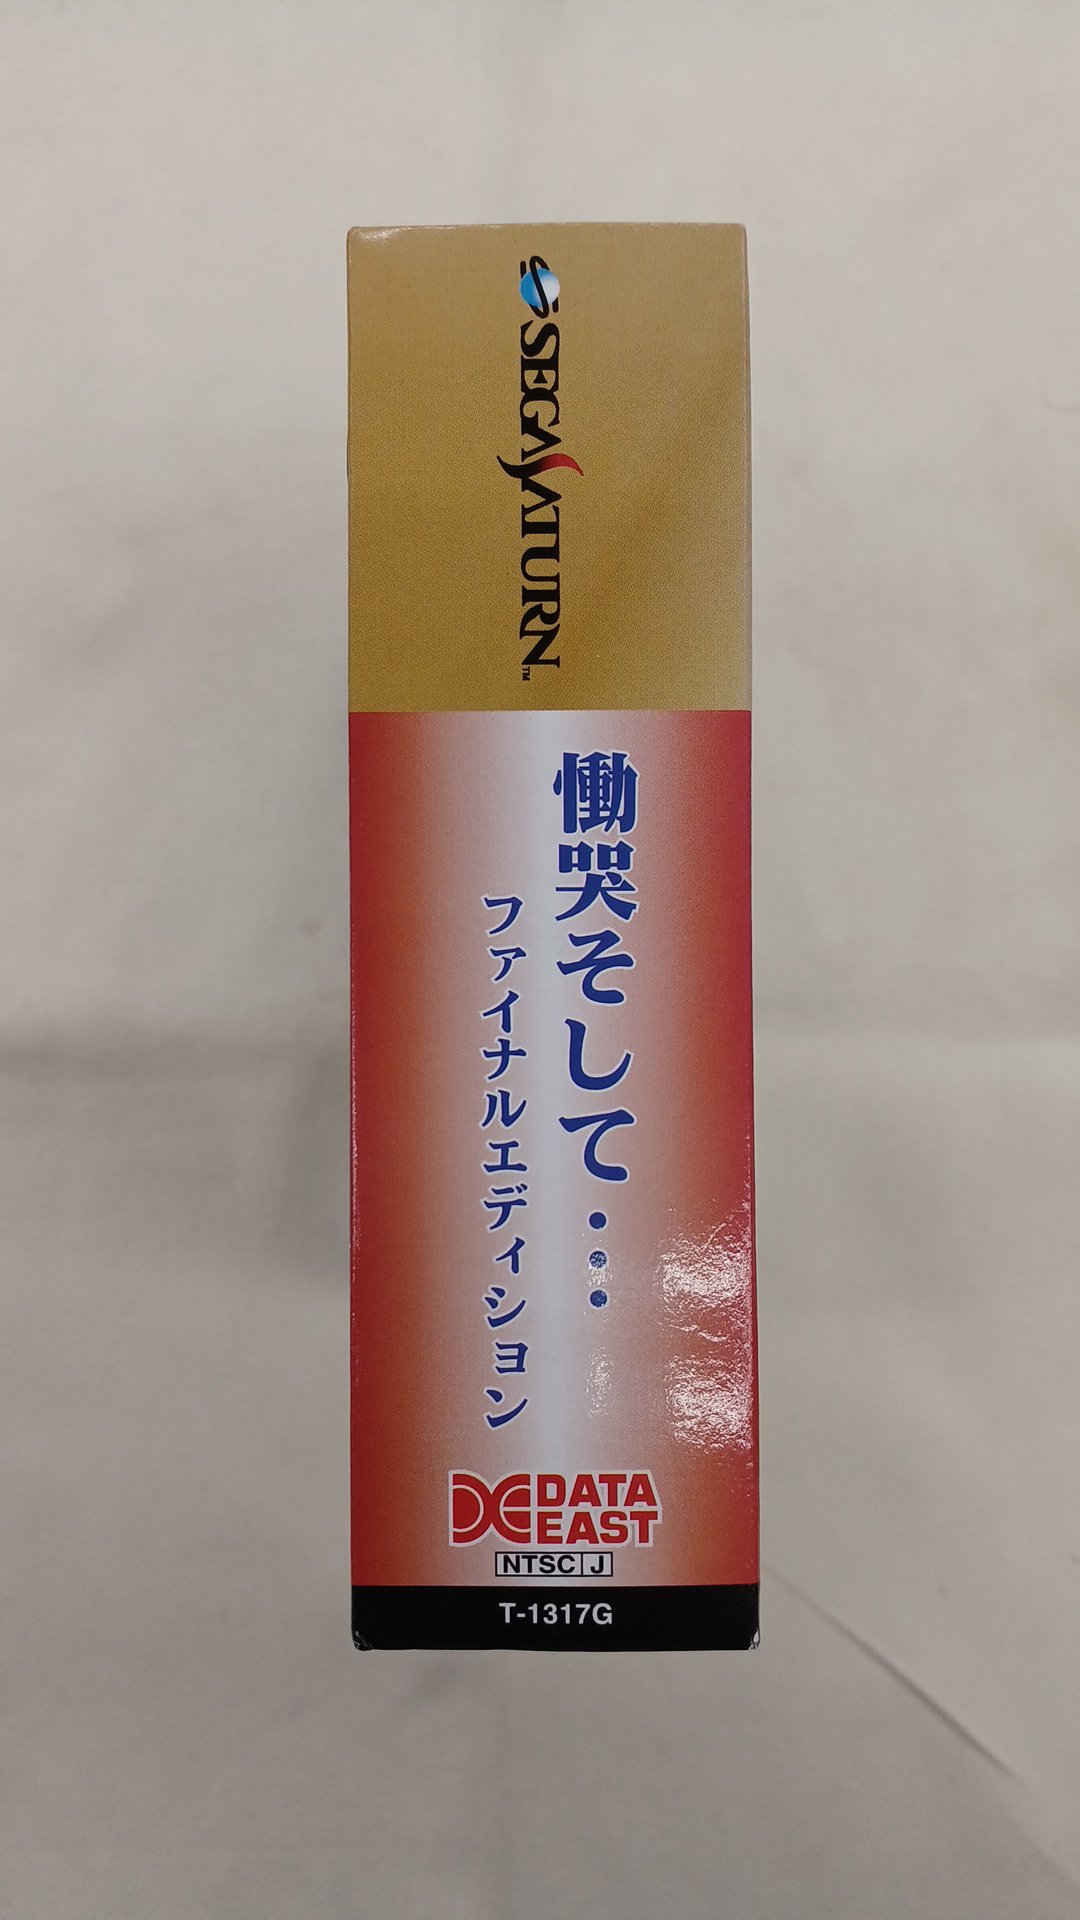 SEGA SATURN™
慟哭そして・・・
ファイナルエディション
DATA
EAST
NTSC J
T-1317G